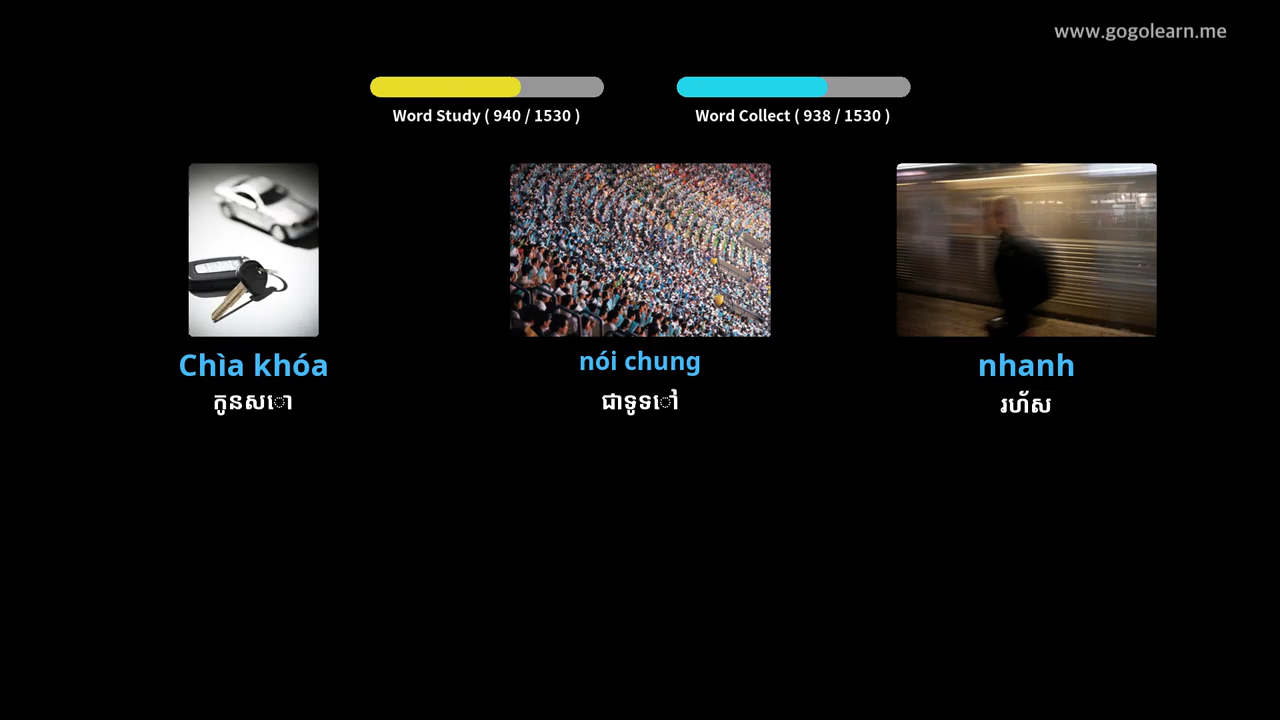 www.gogolearn.me
Word Study ( 940 / 1530 )
Word Collect ( 938 / 1530 )
Chìa khóa
កូនសោ
nói chung
ជាទូទៅ
nhanh
រហ័ស